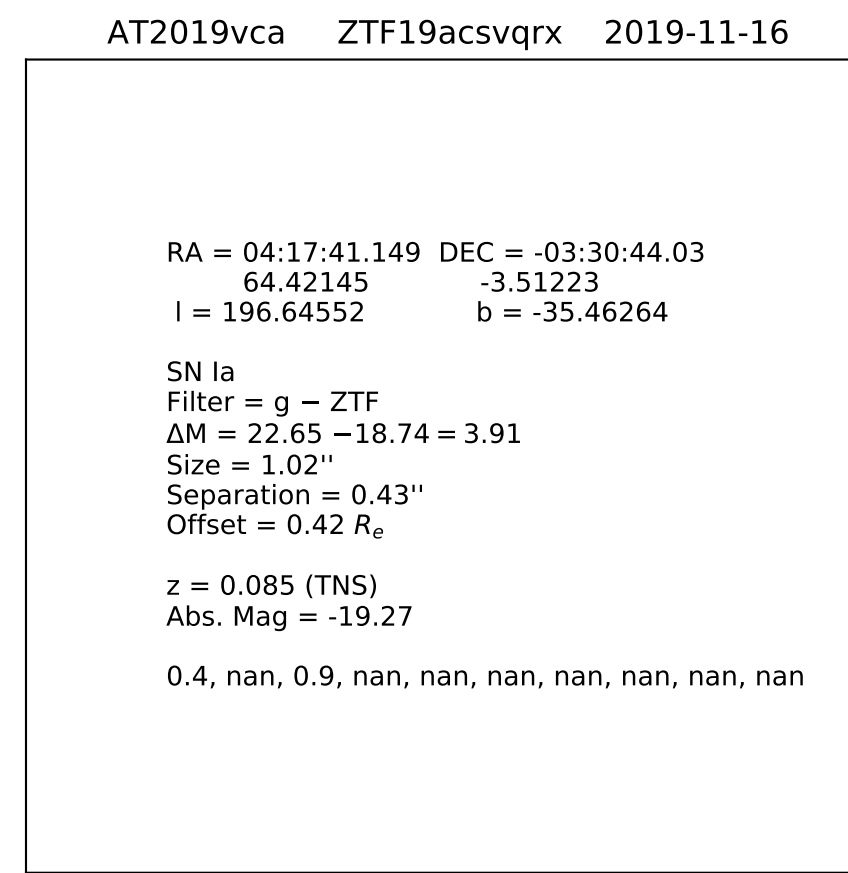 AT2019vca ZTF19acsvqrx 2019-11-16
RA = 04:17:41.149 DEC = -03:30:44.03
64.42145 -3.51223
l = 196.64552 b = -35.46264
SN Ia
Filter = g − ZTF
ΔM = 22.65 −18.74 = 3.91
Size = 1.02''
Separation = 0.43''
Offset = 0.42 Rₑ
z = 0.085 (TNS)
Abs. Mag = -19.27
0.4, nan, 0.9, nan, nan, nan, nan, nan, nan, nan